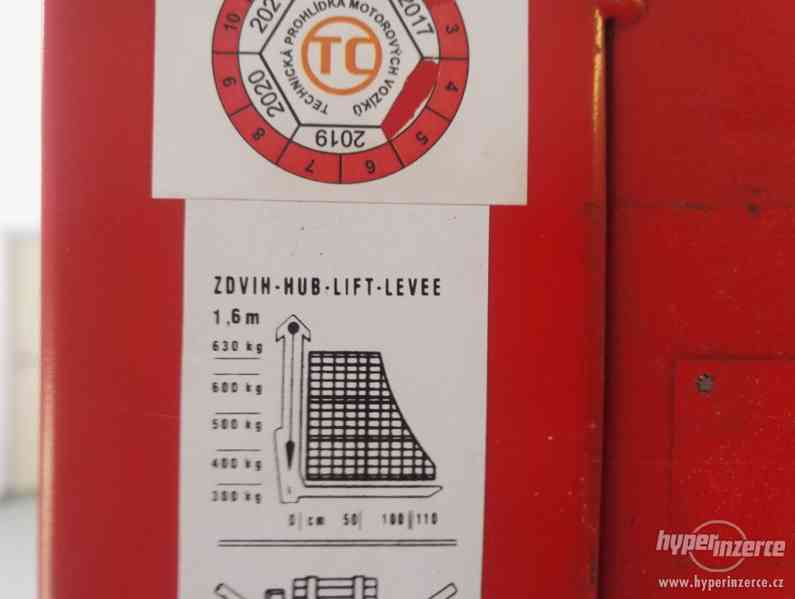 10
202
2017
3
TECHNICKÁ PROHLÍDKA MOTOROVÝCH VOZÍKŮ
TC
9
2020
4
8
2019
5
7
6
ZDVIH-HUB-LIFT-LEVEE
1,6m
630 kg
600 kg
500 kg
400 kg
300 kg
0 cm 50 100 110
hyperinzerce
www.hyperinzerce.cz